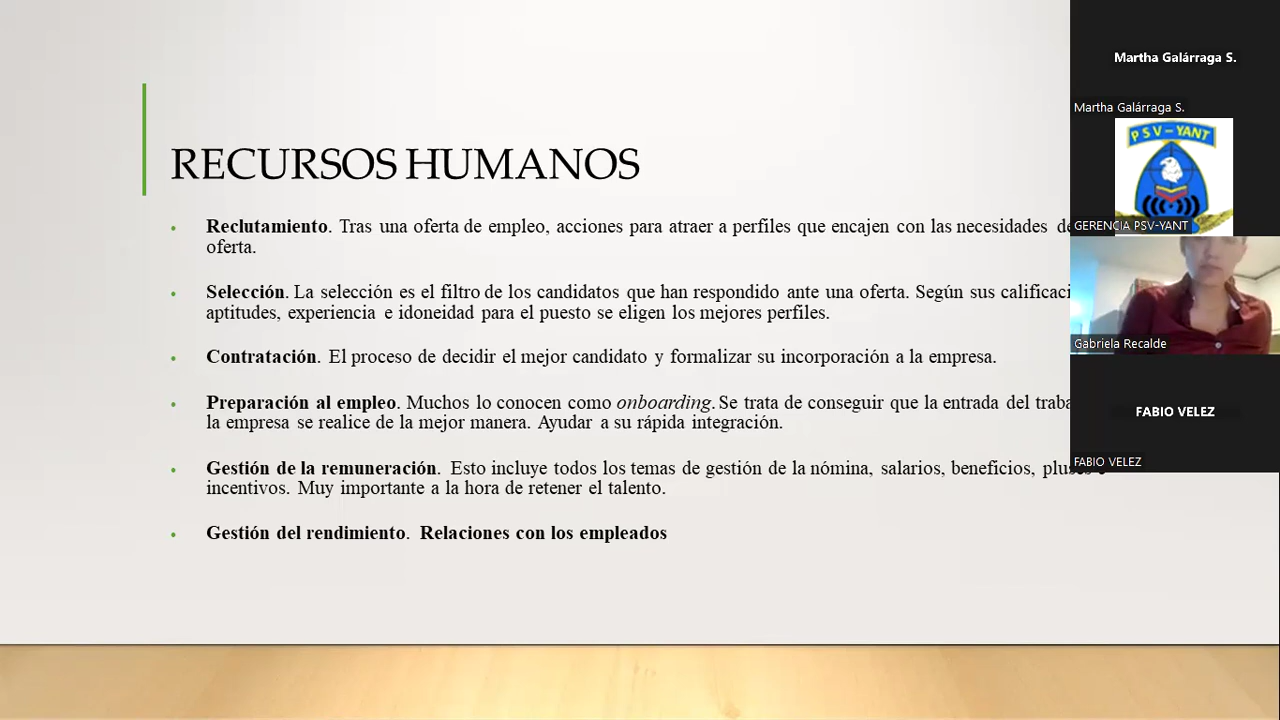 RECURSOS HUMANOS
Reclutamiento. Tras una oferta de empleo, acciones para atraer a perfiles que encajen con las necesidades
oferta.
Selección. La selección es el filtro de los candidatos que han respondido ante una oferta. Según sus
aptitudes, experiencia e idoneidad para el puesto se eligen los mejores perfiles.
Contratación. El proceso de decidir el mejor candidato y formalizar su incorporación a la empresa.
Preparación al empleo. Muchos lo conocen como onboarding. Se trata de conseguir que la entrada del
la empresa se realice de la mejor manera. Ayudar a su rápida integración.
Gestión de la remuneración. Esto incluye todos los temas de gestión de la nómina, salarios, beneficios,
incentivos. Muy importante a la hora de retener el talento.
Gestión del rendimiento. Relaciones con los empleados
Martha Galárraga S.
Martha Galárraga S.
PSV-YANT
GERENCIA PSV-YANT
Gabriela Recalde
FABIO VELEZ
FABIO VELEZ